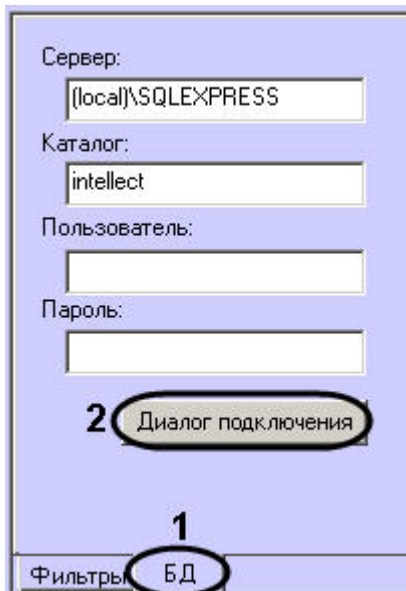 Сервер:
(local)\SQLEXPRESS
Каталог:
intellect
Пользователь:
Пароль:
2 Диалог подключения
1
Фильтры БД